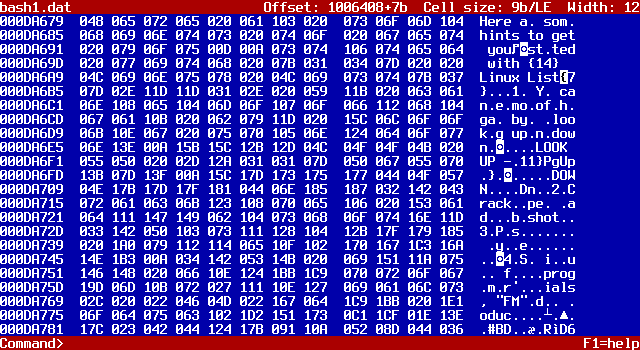 bash1.dat Offset: 1006408+7b Cell size: 9b/LE Width: 12
000DA679 048 065 072 065 020 061 103 020 073 06F 06D 104 Here a. som.
000DA685 068 069 06E 074 073 020 074 06F 020 067 065 074 hints to get
000DA691 020 079 06F 075 00D 00A 073 074 106 074 065 064
000DA69D 020 077 069 074 068 020 07B 031 034 07D 020 020 with {14}
000DA6A9 04C 069 06E 075 078 020 04C 069 073 074 07B 037 Linux List{7
000DA6B5 07D 02E 11D 11D 031 02E 020 059 11B 020 063 061 }...1. Y. ca
000DA6C1 06E 108 065 104 06D 06F 107 06F 066 112 068 104 n.e.mo.of.h.
000DA6CD 067 061 10B 020 062 079 11D 020 15C 06C 06F 06F ga. by. .loo
000DA6D9 06B 10E 067 020 075 070 105 06E 124 064 06F 077 k.g up.n.dow
000DA6E5 06E 13E 00A 15B 15C 12B 12D 04C 04F 04F 04B 020
000DA6F1 055 050 020 02D 12A 031 031 07D 050 067 055 070 UP -.11}PgUp
000DA6FD 13B 07D 13F 00A 15C 17D 173 175 177 044 04F 057
000DA709 04E 17B 17D 17F 181 044 06E 185 187 032 142 043 N....Dn..2.C
000DA715 072 061 063 06B 123 108 070 065 106 020 153 061 rack..pe. .a
000DA721 064 111 147 149 062 104 073 068 06F 074 16E 11D d...b.shot..
000DA72D 033 142 050 103 073 111 128 104 12B 17F 179 185 3.P.s.......
000DA739 020 1A0 079 112 114 065 10F 102 170 167 1C3 16A .y..e......
000DA745 14E 1B3 00A 034 142 053 14B 020 069 151 11A 075
000DA751 146 148 020 066 10E 124 1BB 1C9 070 072 06F 067 .. f....prog
000DA75D 19D 06D 10B 072 027 111 10E 127 069 061 06C 073 .m.r'...ials
000DA769 02C 020 022 046 04D 022 167 064 1C9 1BB 020 1E1 , "FM".d.. .
000DA775 06F 064 075 063 102 1D2 151 173 0C1 1CF 01E 13E oduc....┴.▲.
000DA781 17C 023 042 044 124 17B 091 10A 052 08D 044 036 .#BD..æ.RìD6
Command> F1=help